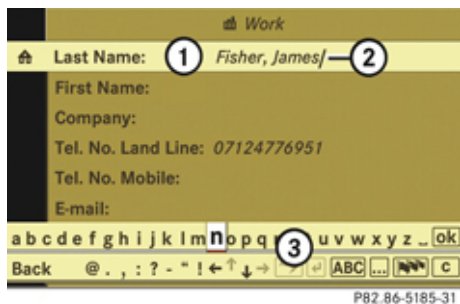 Work
Last Name: 1 Fisher, James 2
First Name:
Company:
Tel. No. Land Line: 07124776951
Tel. No. Mobile:
E-mail:
a b c d e f g h i j k l m n o p q 3 u v w x y z _ ok
Back @ . , : ? - " ! ← ↑ ↓ → ↵ ABC ... c
P82.86-5185-31